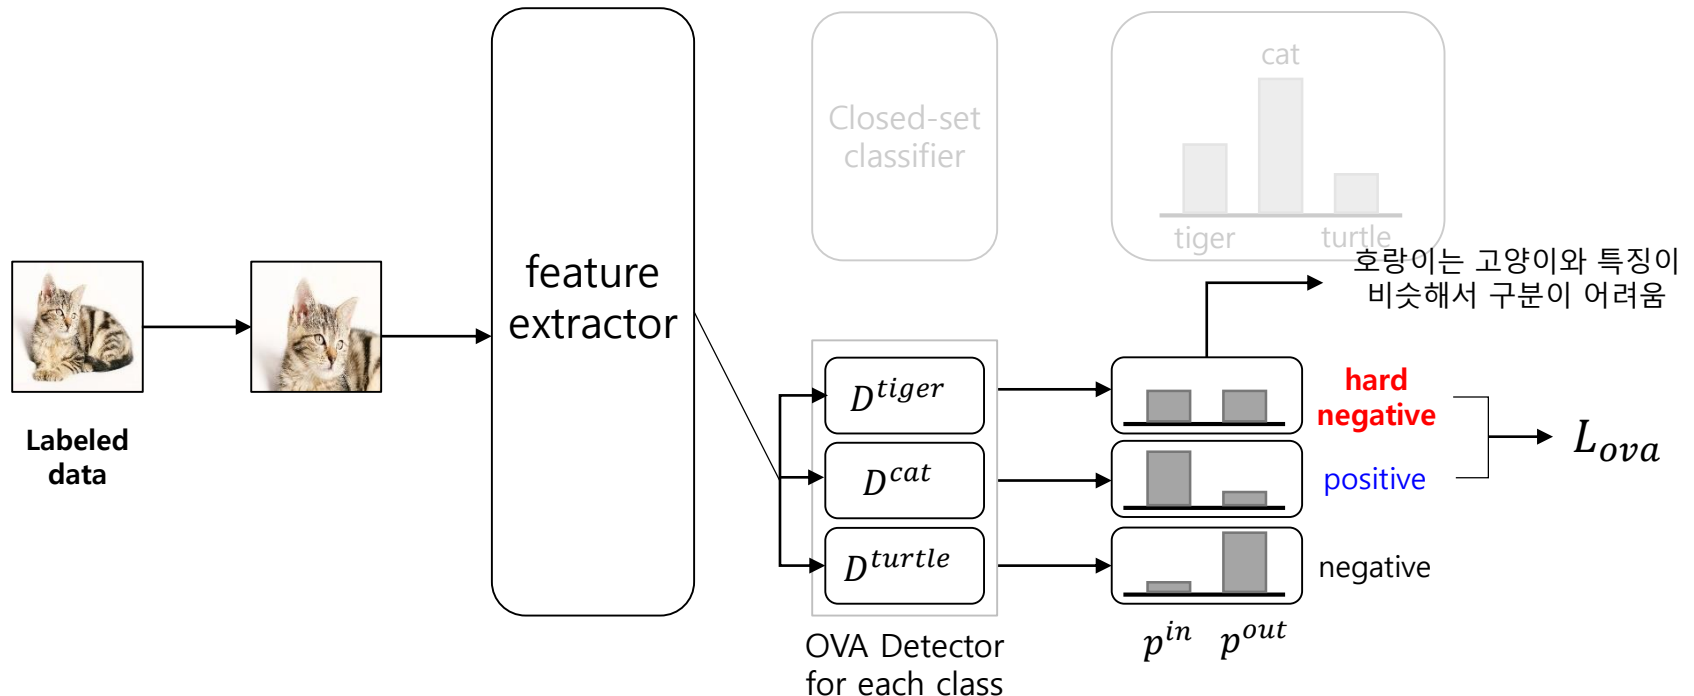 Labeled
data
feature
extractor
Closed-set
classifier
cat
tiger
turtle
호랑이는 고양이와 특징이
비슷해서 구분이 어려움
D^{tiger}
D^{cat}
D^{turtle}
OVA Detector
for each class
hard
negative
positive
negative
p^{in} p^{out}
L_{ova}